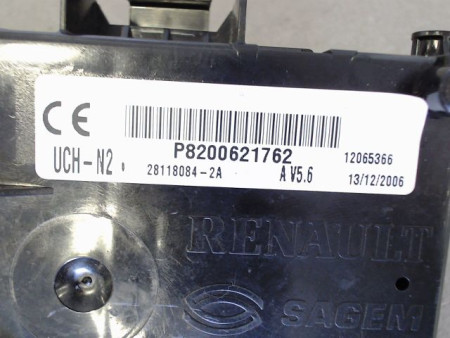 CE
P8200621762
12065366
UCH-N2.
28118084-2A
A V5.6
13/12/2006
RENAULT
SAGEM